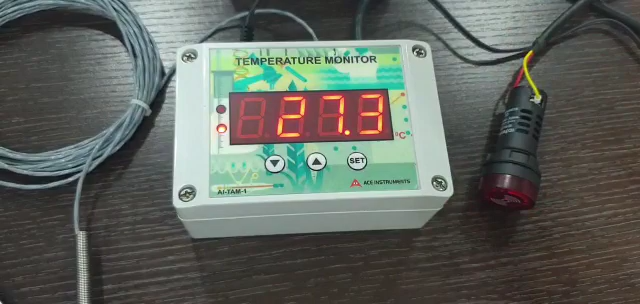 TEMPERATURE MONITOR
27.3
°C
SET
AI-TAM-1
ACE INSTRUMENTS